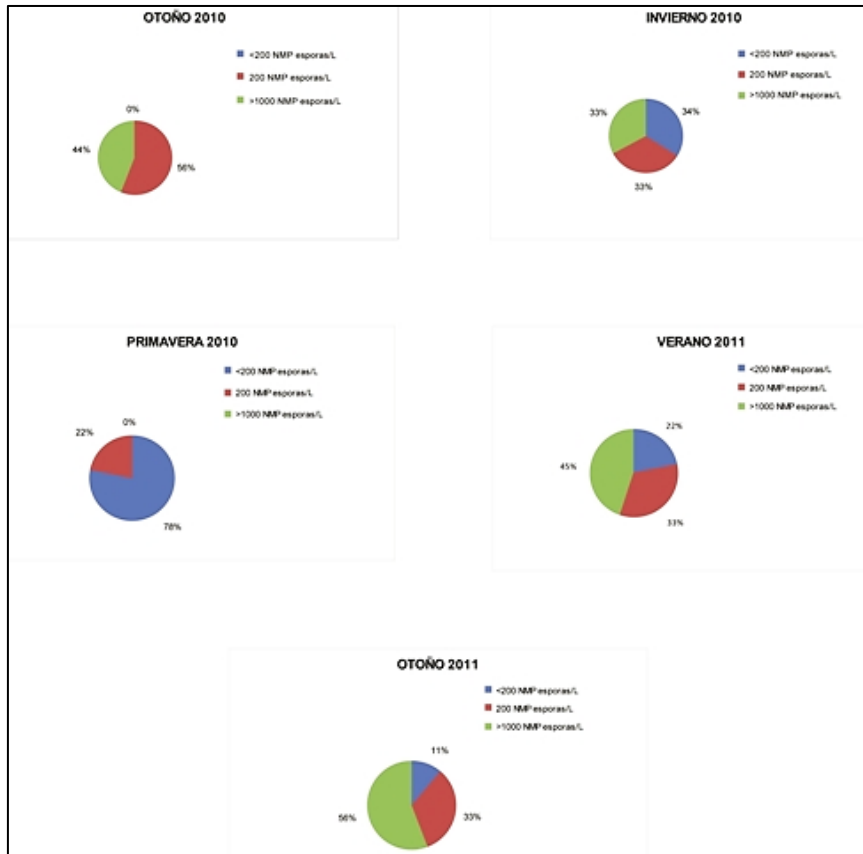 OTOÑO 2010
<200 NMP esporas/L
200 NMP esporas/L
>1000 NMP esporas/L
0%
44%
56%
INVIERNO 2010
<200 NMP esporas/L
200 NMP esporas/L
>1000 NMP esporas/L
33%
34%
33%
PRIMAVERA 2010
<200 NMP esporas/L
200 NMP esporas/L
>1000 NMP esporas/L
0%
22%
78%
VERANO 2011
<200 NMP esporas/L
200 NMP esporas/L
>1000 NMP esporas/L
22%
45%
33%
OTOÑO 2011
<200 NMP esporas/L
200 NMP esporas/L
>1000 NMP esporas/L
11%
56%
33%